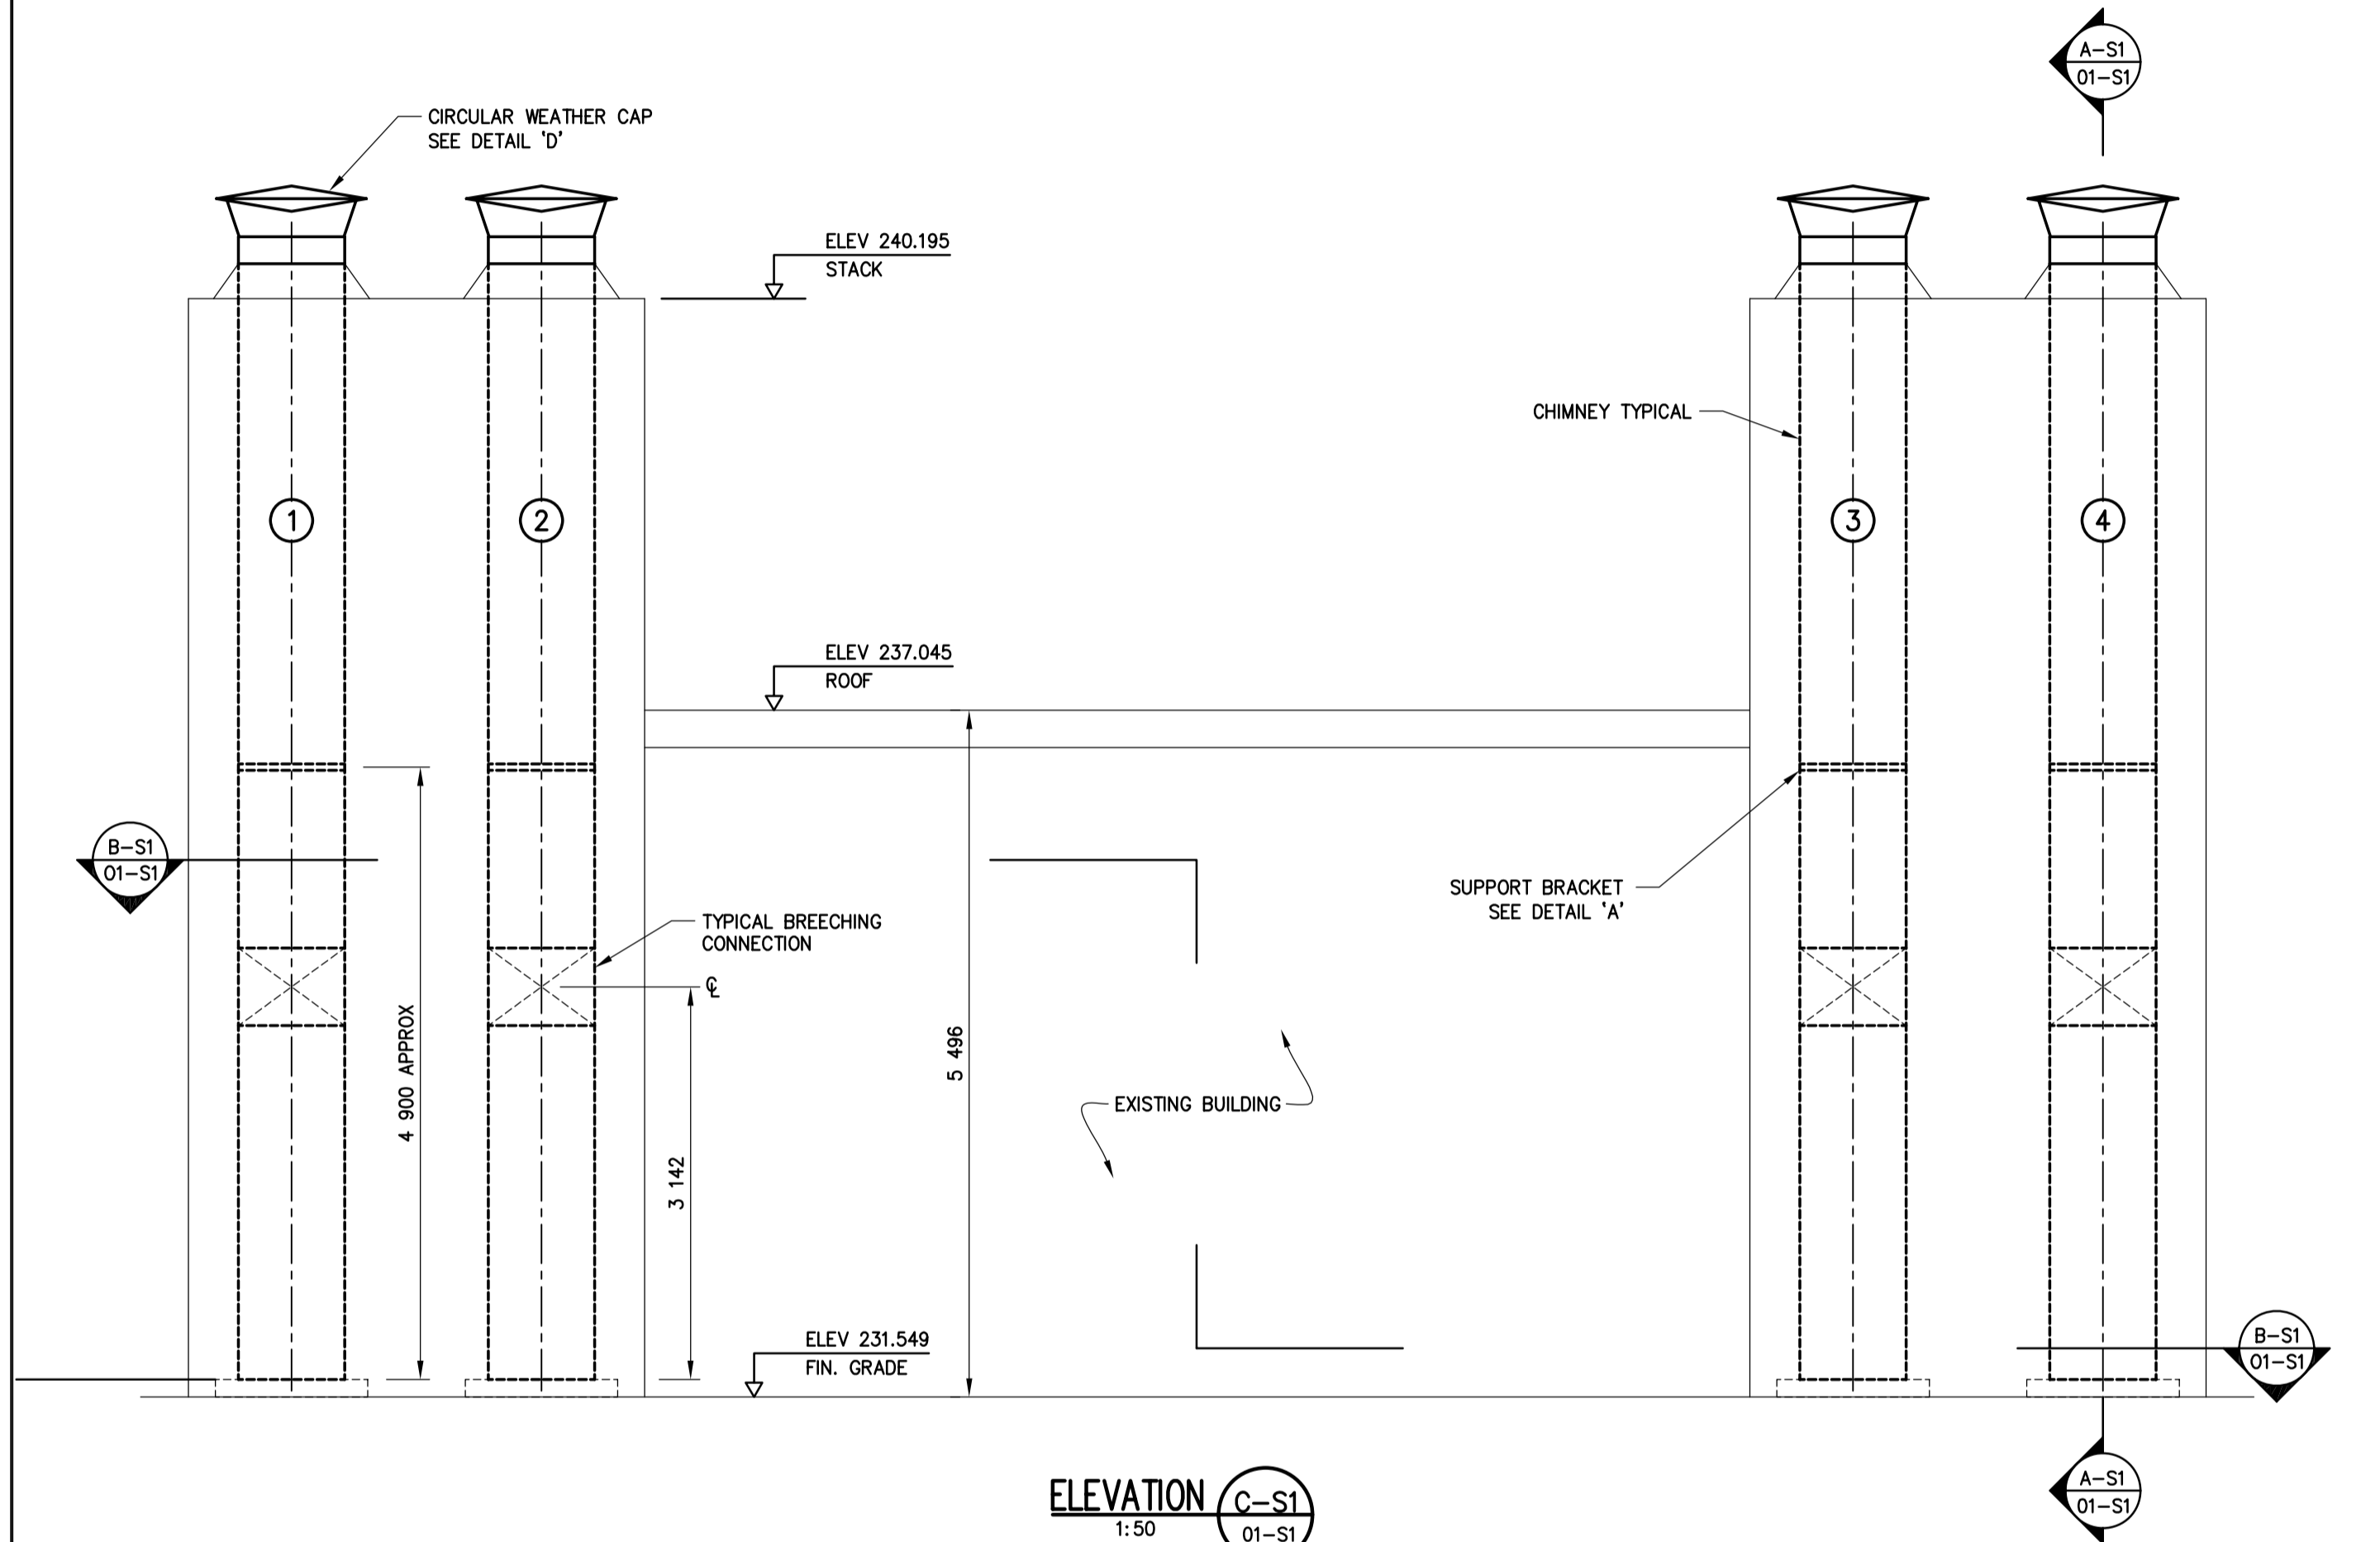 A-S1
01-S1
CIRCULAR WEATHER CAP
SEE DETAIL 'D'
ELEV 240.195
STACK
CHIMNEY TYPICAL
1
2
3
4
ELEV 237.045
ROOF
B-S1
01-S1
SUPPORT BRACKET
SEE DETAIL 'A'
TYPICAL BREECHING
CONNECTION
℄
4 900 APPROX
5 496
EXISTING BUILDING
3 142
ELEV 231.549
FIN. GRADE
B-S1
01-S1
ELEVATION
1:50
C-S1
01-S1
A-S1
01-S1